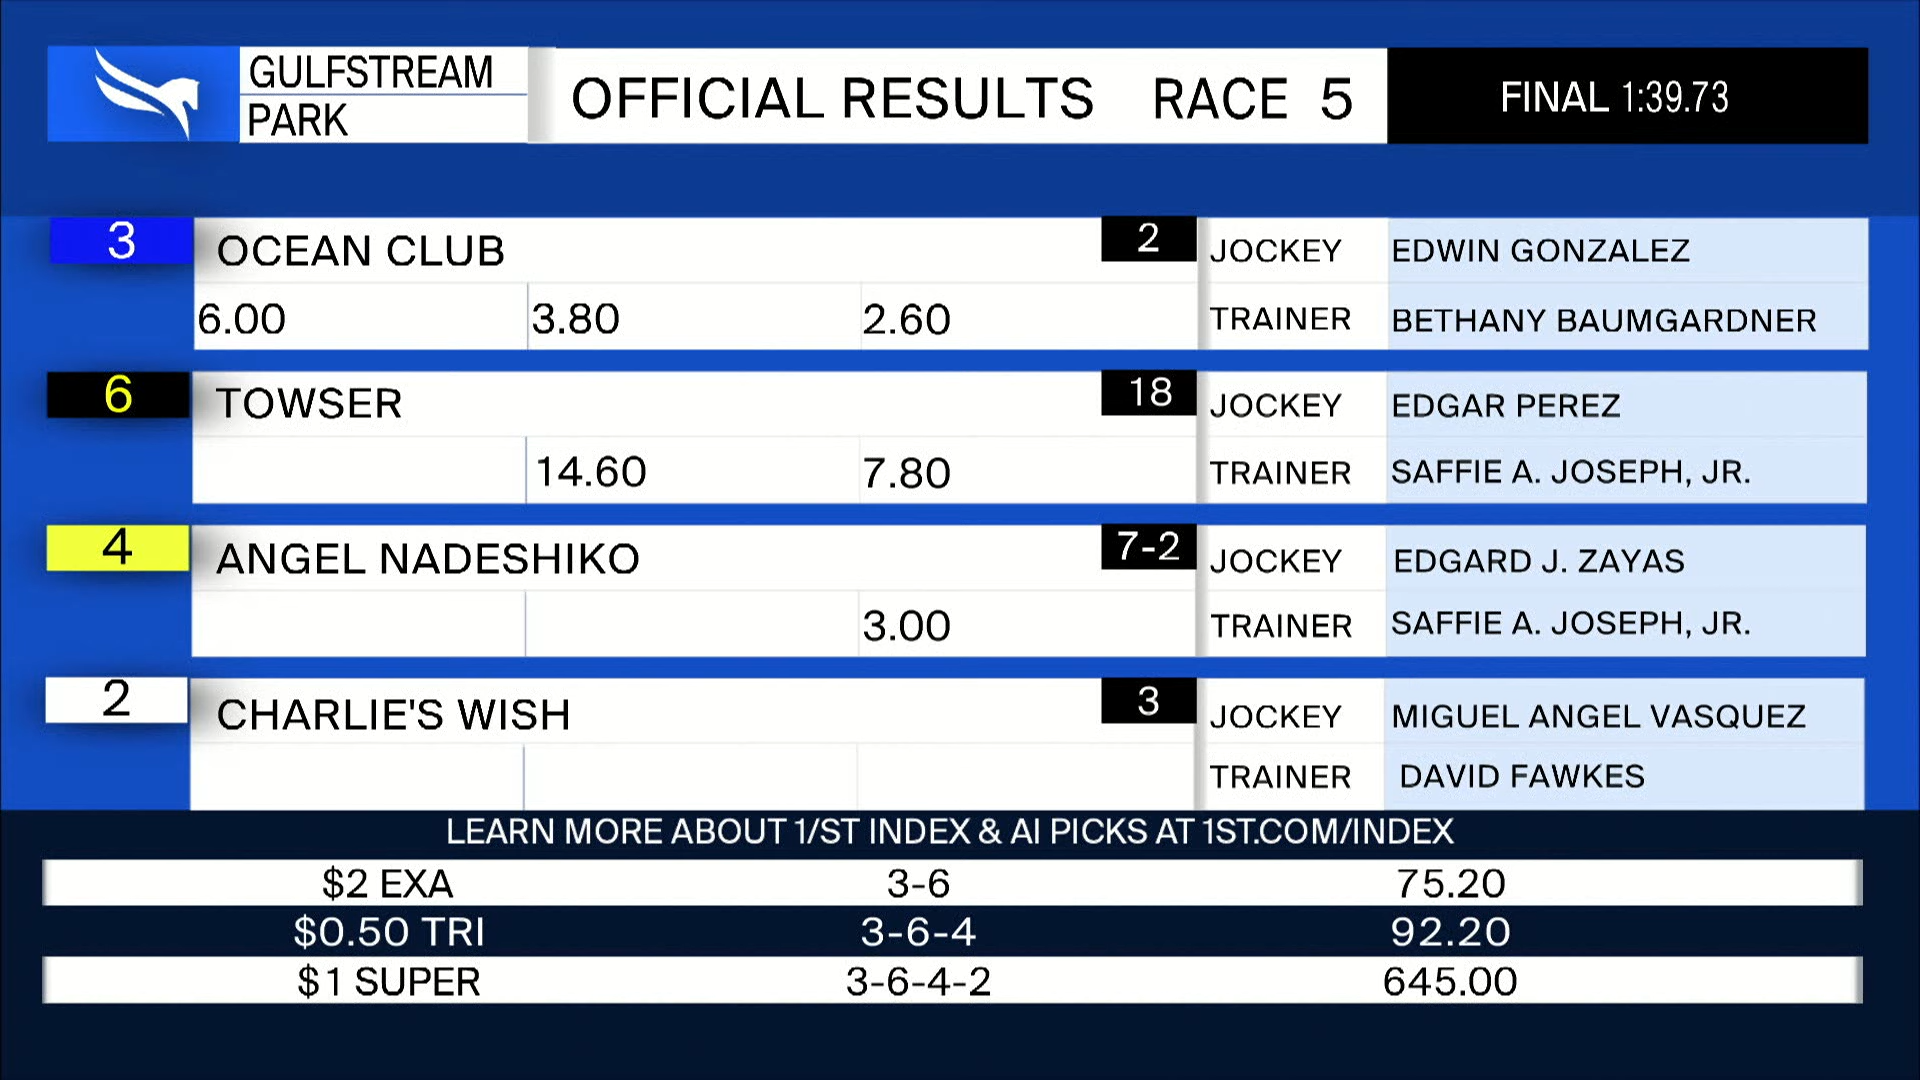 GULFSTREAM
PARK
OFFICIAL RESULTS RACE 5
FINAL 1:39.73
3 OCEAN CLUB 2 JOCKEY EDWIN GONZALEZ
6.00 3.80 2.60 TRAINER BETHANY BAUMGARDNER
6 TOWSER 18 JOCKEY EDGAR PEREZ
14.60 7.80 TRAINER SAFFIE A. JOSEPH, JR.
4 ANGEL NADESHIKO 7-2 JOCKEY EDGARD J. ZAYAS
3.00 TRAINER SAFFIE A. JOSEPH, JR.
2 CHARLIE'S WISH 3 JOCKEY MIGUEL ANGEL VASQUEZ
TRAINER DAVID FAWKES
LEARN MORE ABOUT 1/ST INDEX & AI PICKS AT 1ST.COM/INDEX
$2 EXA 3-6 75.20
$0.50 TRI 3-6-4 92.20
$1 SUPER 3-6-4-2 645.00